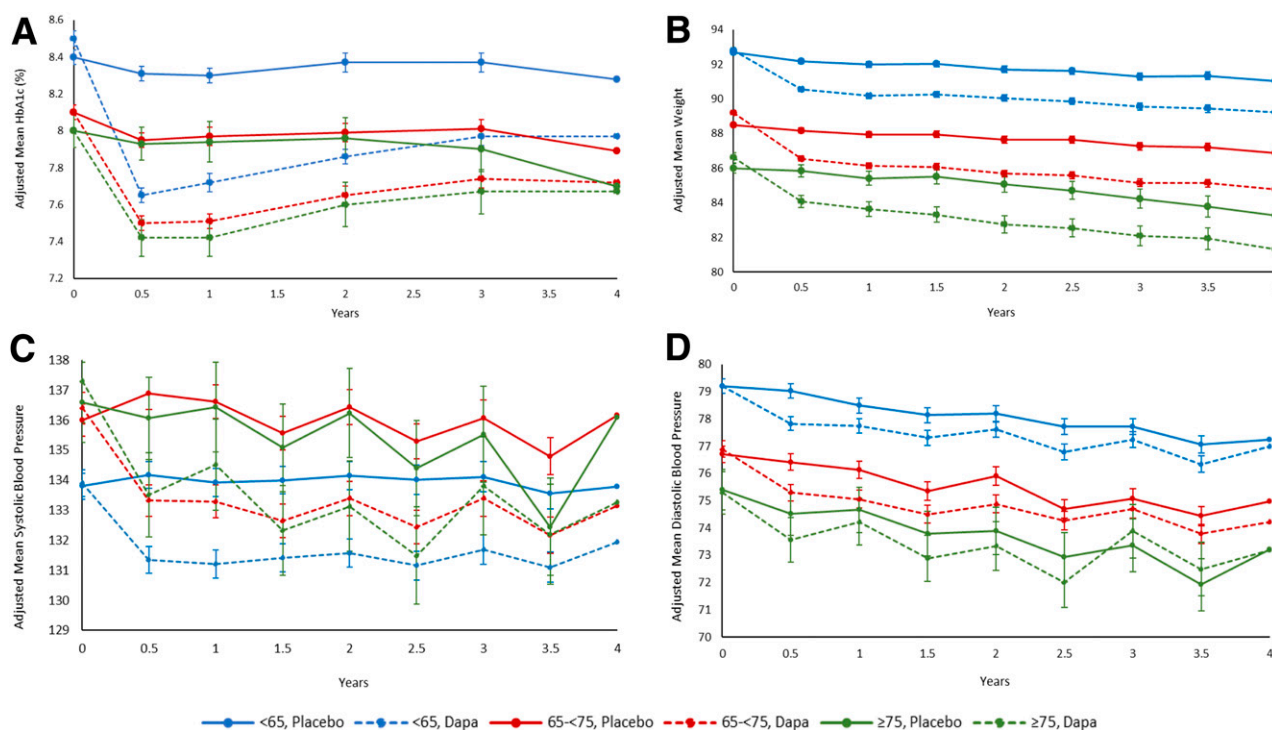 A
Adjusted Mean HbA1c (%)
8.6
8.4
8.2
8
7.8
7.6
7.4
7.2
0 0.5 1 1.5 2 2.5 3 3.5 4
Years
B
Adjusted Mean Weight
94
92
90
88
86
84
82
80
0 0.5 1 1.5 2 2.5 3 3.5 4
Years
C
Adjusted Mean Systolic Blood Pressure
138
137
136
135
134
133
132
131
130
129
0 0.5 1 1.5 2 2.5 3 3.5 4
Years
D
Adjusted Mean Diastolic Blood Pressure
80
79
78
77
76
75
74
73
72
71
70
0 0.5 1 1.5 2 2.5 3 3.5 4
Years
<65, Placebo <65, Dapa 65-<75, Placebo 65-<75, Dapa ≥75, Placebo ≥75, Dapa